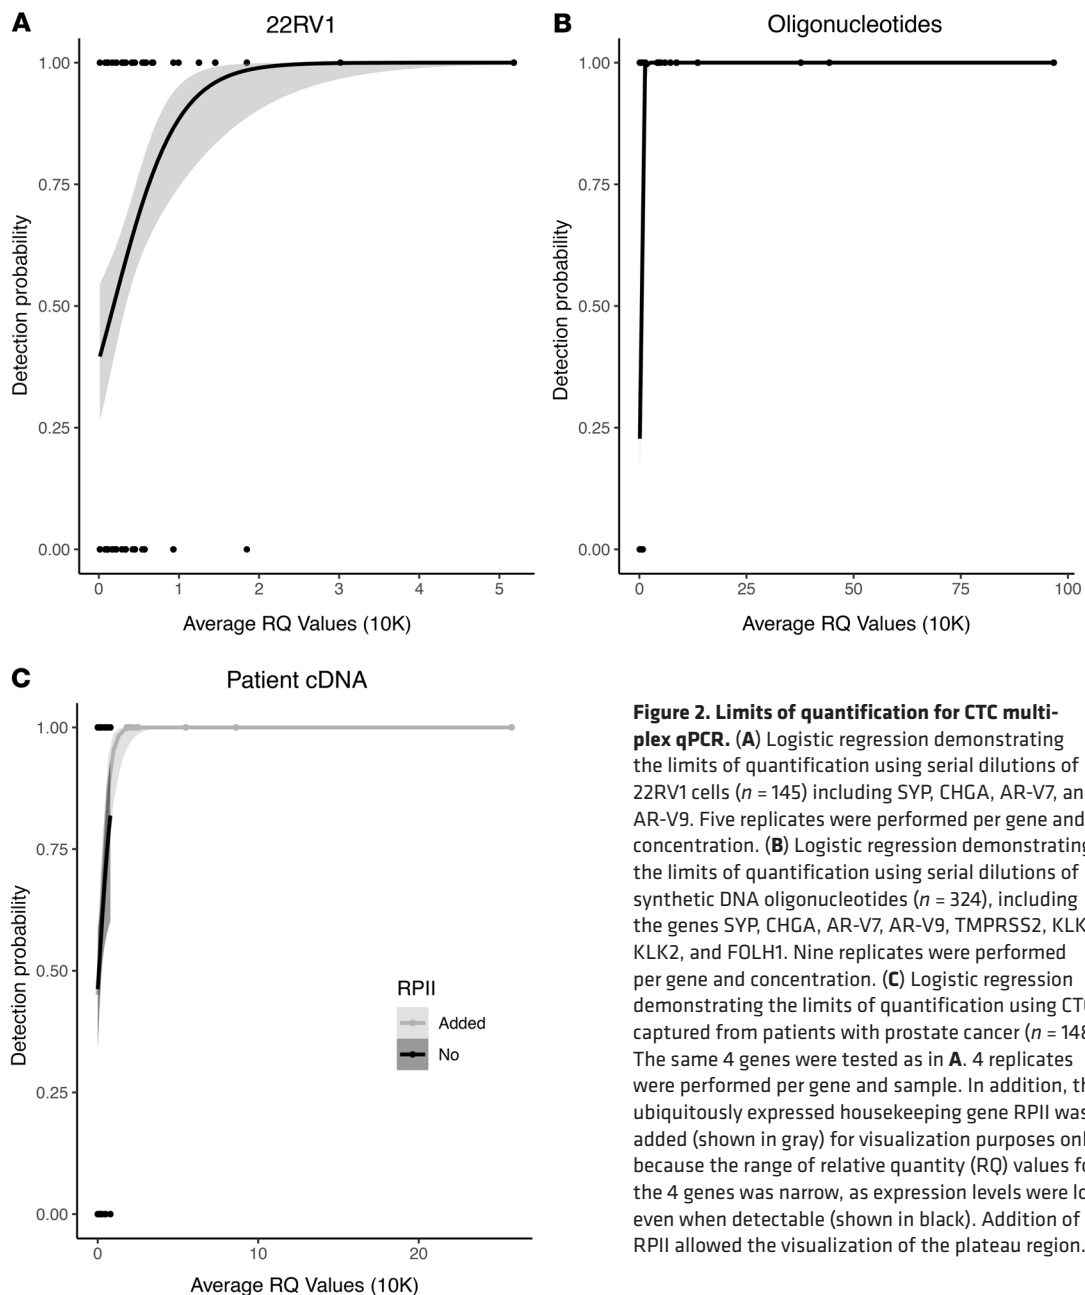 A
22RV1
1.00
0.75
0.50
0.25
0.00
Detection probability
0
1
2
3
4
5
Average RQ Values (10K)
B
Oligonucleotides
1.00
0.75
0.50
0.25
0.00
Detection probability
0
25
50
75
100
Average RQ Values (10K)
C
Patient cDNA
1.00
0.75
0.50
0.25
0.00
Detection probability
RPII
Added
No
0
10
20
Average RQ Values (10K)
Figure 2. Limits of quantification for CTC multi-
plex qPCR. (A) Logistic regression demonstrating
the limits of quantification using serial dilutions of
22RV1 cells (n = 145) including SYP, CHGA, AR-V7, an
AR-V9. Five replicates were performed per gene and
concentration. (B) Logistic regression demonstrating
the limits of quantification using serial dilutions of
synthetic DNA oligonucleotides (n = 324), including
the genes SYP, CHGA, AR-V7, AR-V9, TMPRSS2, KLK
KLK2, and FOLH1. Nine replicates were performed
per gene and concentration. (C) Logistic regression
demonstrating the limits of quantification using CT
captured from patients with prostate cancer (n = 148
The same 4 genes were tested as in A. 4 replicates
were performed per gene and sample. In addition, th
ubiquitously expressed housekeeping gene RPII was
added (shown in gray) for visualization purposes onl
because the range of relative quantity (RQ) values fo
the 4 genes was narrow, as expression levels were lo
even when detectable (shown in black). Addition of
RPII allowed the visualization of the plateau region.